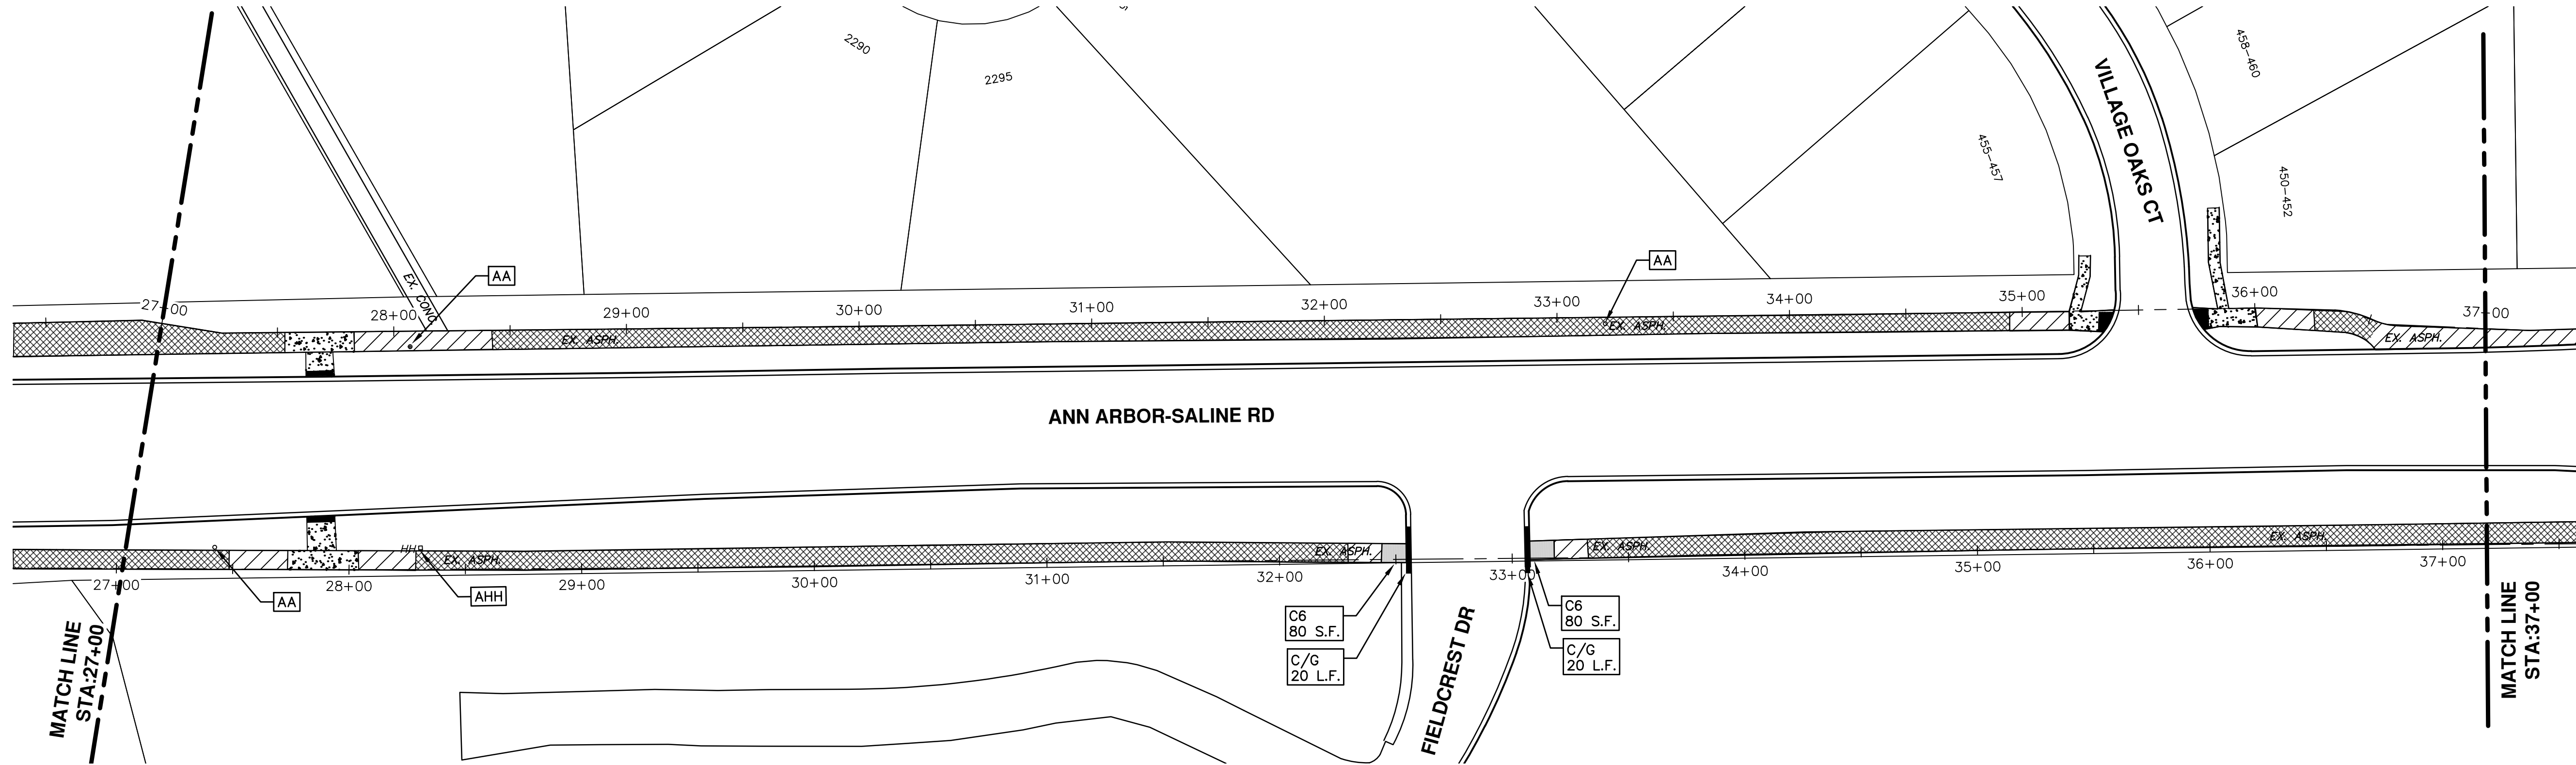 2290
2295
455-457
VILLAGE OAKS CT
458-460
450-452
EX. CONC.
AA
AA
27+00
28+00
29+00
30+00
31+00
32+00
33+00
34+00
35+00
36+00
37+00
EX. ASPH.
EX. ASPH.
EX. ASPH.
ANN ARBOR-SALINE RD
HH
EX. ASPH.
EX. ASPH.
EX. ASPH.
EX. ASPH.
27+00
28+00
29+00
30+00
31+00
32+00
33+00
34+00
35+00
36+00
37+00
AA
AHH
C6
80 S.F.
C/G
20 L.F.
C6
80 S.F.
C/G
20 L.F.
FIELDCREST DR
MATCH LINE
STA:27+00
MATCH LINE
STA:37+00